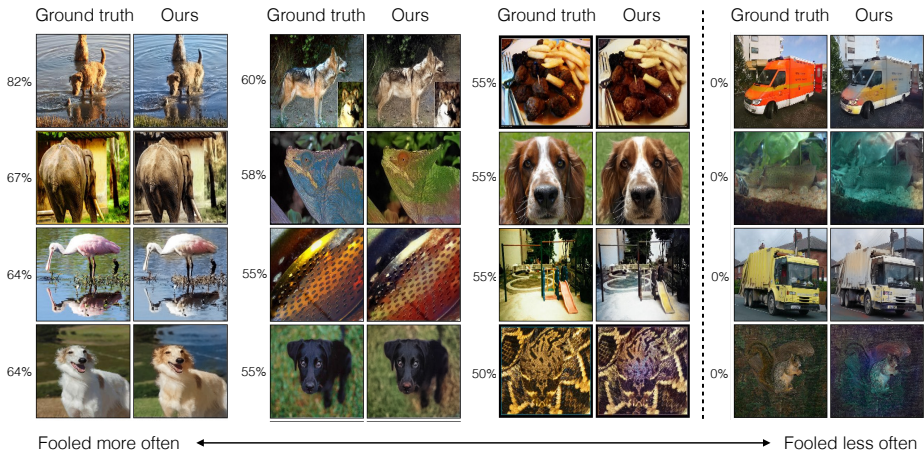 Ground truth Ours Ground truth Ours Ground truth Ours Ground truth Ours
82% 60% 55% 0%
67% 58% 55% 0%
64% 55% 55% 0%
64% 55% 50% 0%
Fooled more often Fooled less often